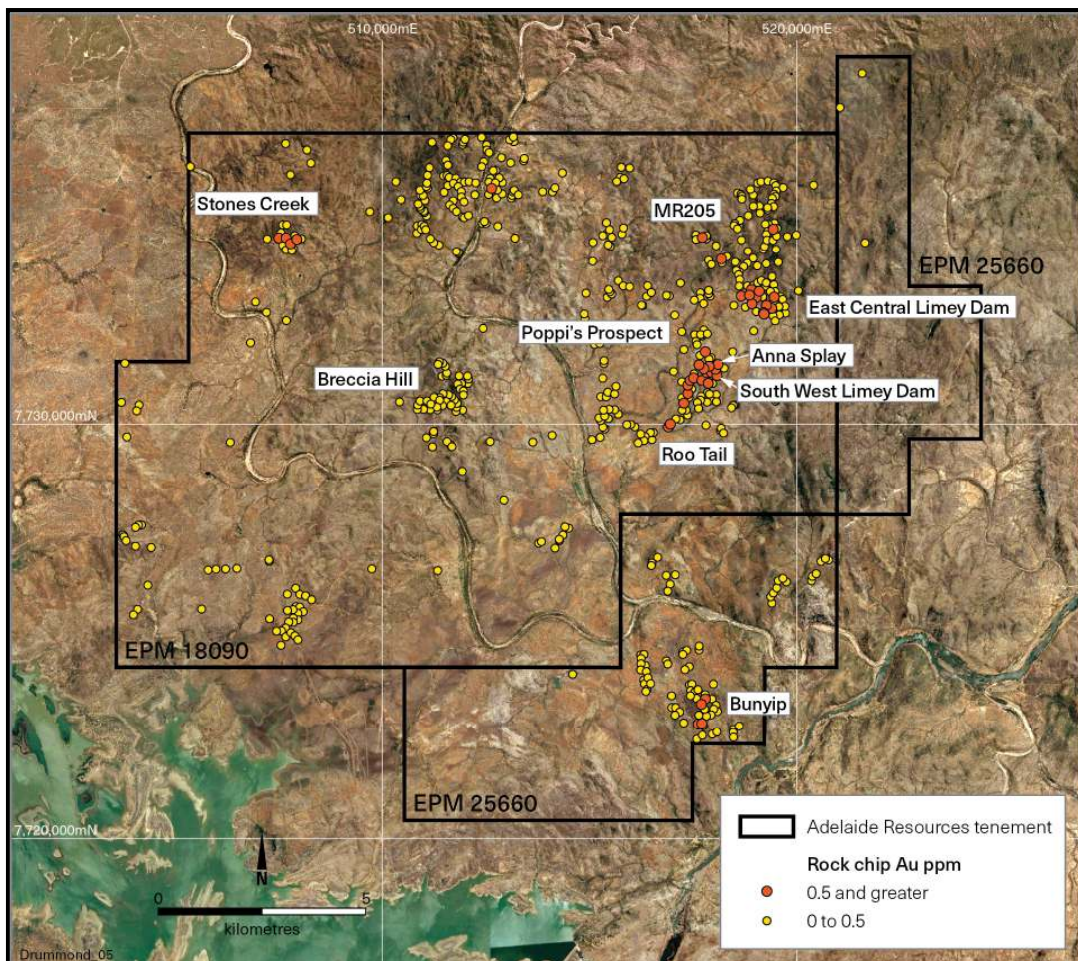 510,000mE
520,000mE
Stones Creek
MR205
EPM 25660
East Central Limey Dam
Poppi's Prospect
Anna Splay
Breccia Hill
South West Limey Dam
7,730,000mN
Roo Tail
EPM 18090
Bunyip
EPM 25660
7,720,000mN
N
0
5
kilometres
Adelaide Resources tenement
Rock chip Au ppm
0.5 and greater
0 to 0.5
Drummond_05